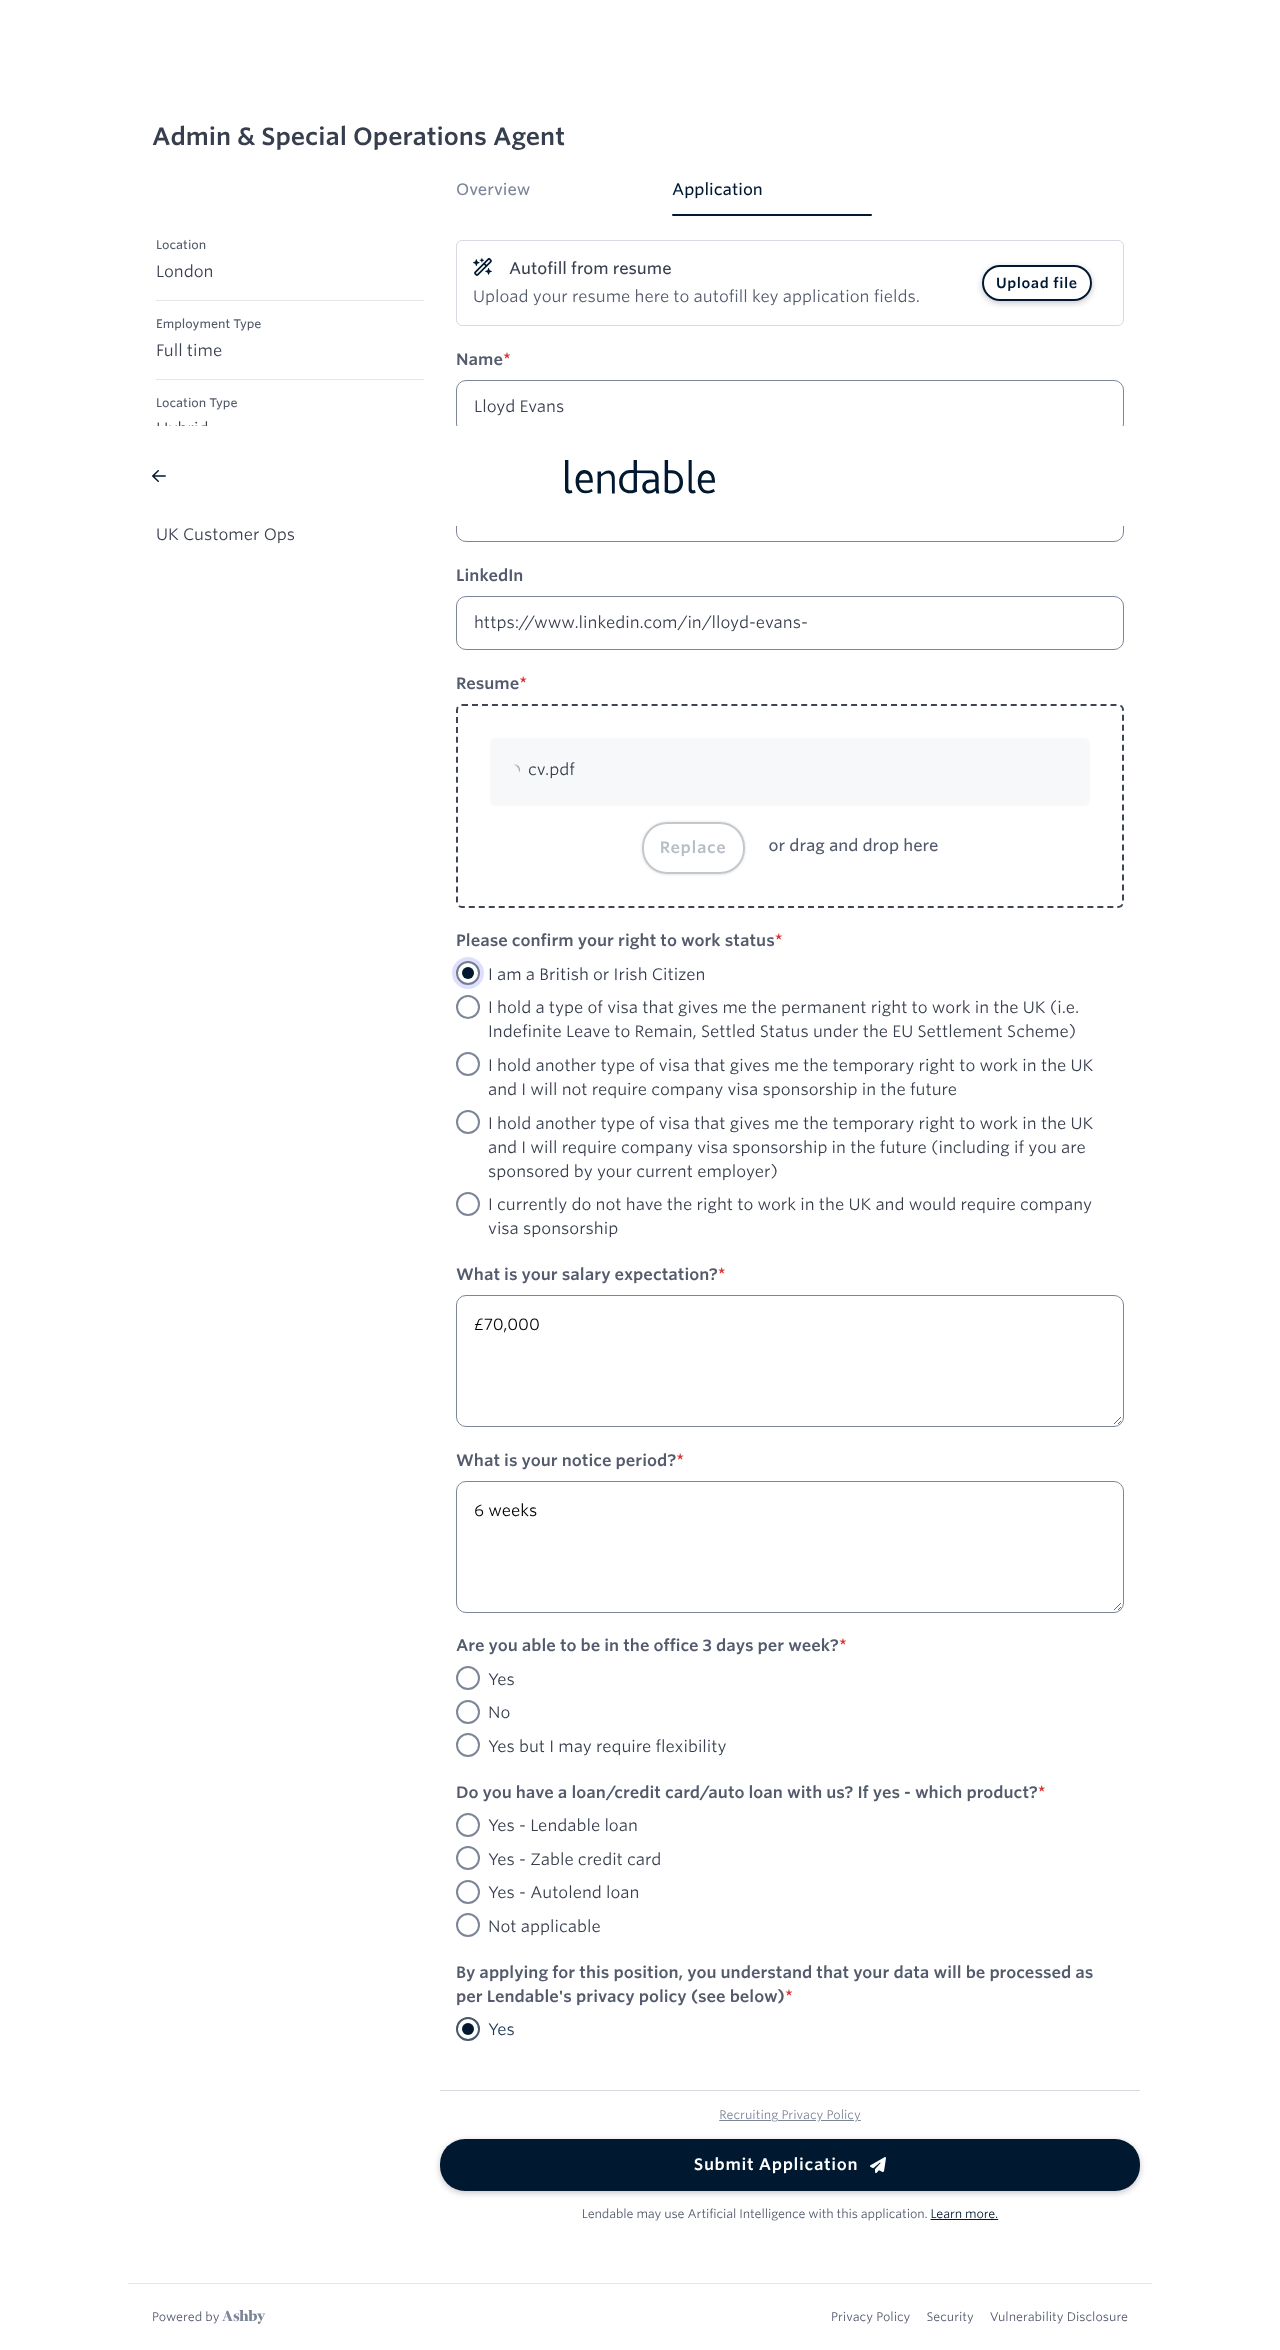 Admin & Special Operations Agent
Overview
Application
Location
London
Employment Type
Full time
Location Type
Autofill from resume
Upload your resume here to autofill key application fields.
Upload file
Name*
Lloyd Evans
lendable
UK Customer Ops
LinkedIn
https://www.linkedin.com/in/lloyd-evans-
Resume*
cv.pdf
Replace
or drag and drop here
Please confirm your right to work status*
I am a British or Irish Citizen
I hold a type of visa that gives me the permanent right to work in the UK (i.e.
Indefinite Leave to Remain, Settled Status under the EU Settlement Scheme)
I hold another type of visa that gives me the temporary right to work in the UK
and I will not require company visa sponsorship in the future
I hold another type of visa that gives me the temporary right to work in the UK
and I will require company visa sponsorship in the future (including if you are
sponsored by your current employer)
I currently do not have the right to work in the UK and would require company
visa sponsorship
What is your salary expectation?*
£70,000
What is your notice period?*
6 weeks
Are you able to be in the office 3 days per week?*
Yes
No
Yes but I may require flexibility
Do you have a loan/credit card/auto loan with us? If yes - which product?*
Yes - Lendable loan
Yes - Zable credit card
Yes - Autolend loan
Not applicable
By applying for this position, you understand that your data will be processed as
per Lendable's privacy policy (see below)*
Yes
Recruiting Privacy Policy
Submit Application
Lendable may use Artificial Intelligence with this application. Learn more.
Powered by Ashby
Privacy Policy
Security
Vulnerability Disclosure